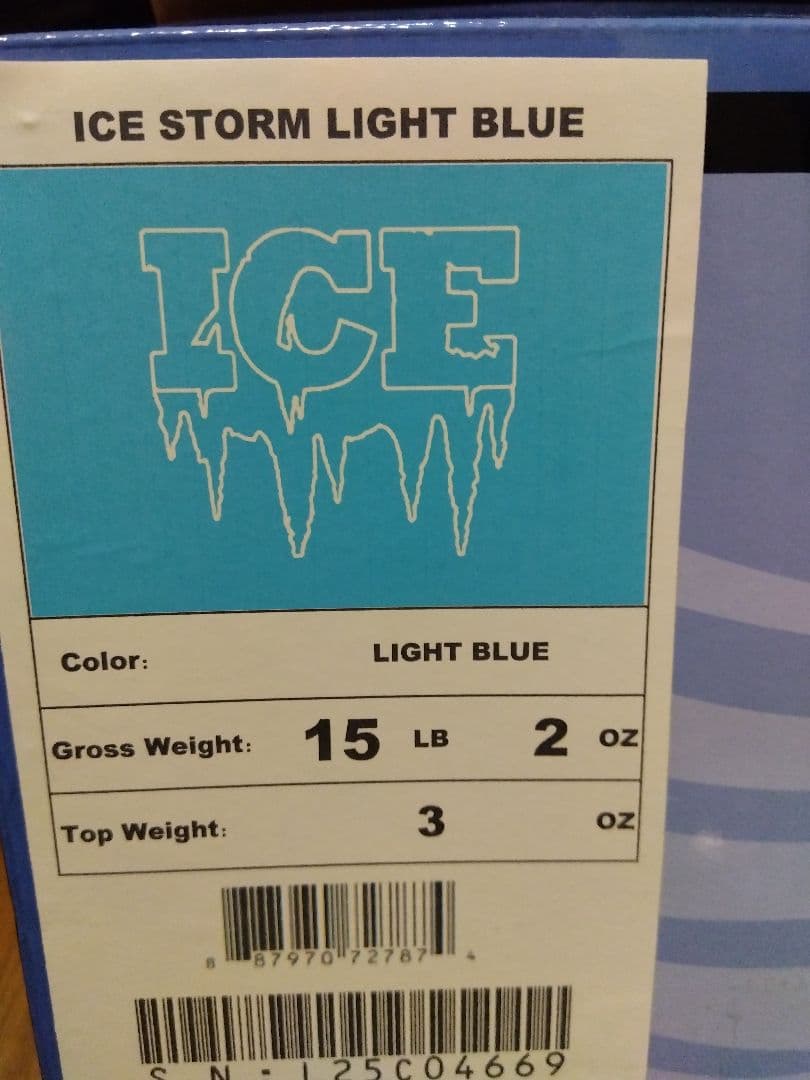 ICE STORM LIGHT BLUE
ICE
Color: LIGHT BLUE
Gross Weight: 15 LB 2 oz
Top Weight: 3 oz
8 87970 72787 4
S N : L25C04669